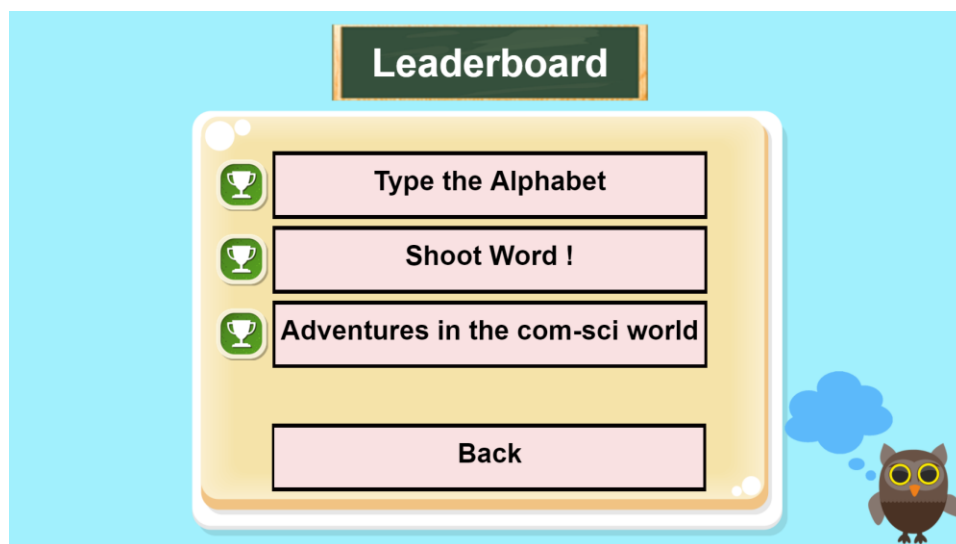 Leaderboard
Type the Alphabet
Shoot Word !
Adventures in the com-sci world
Back